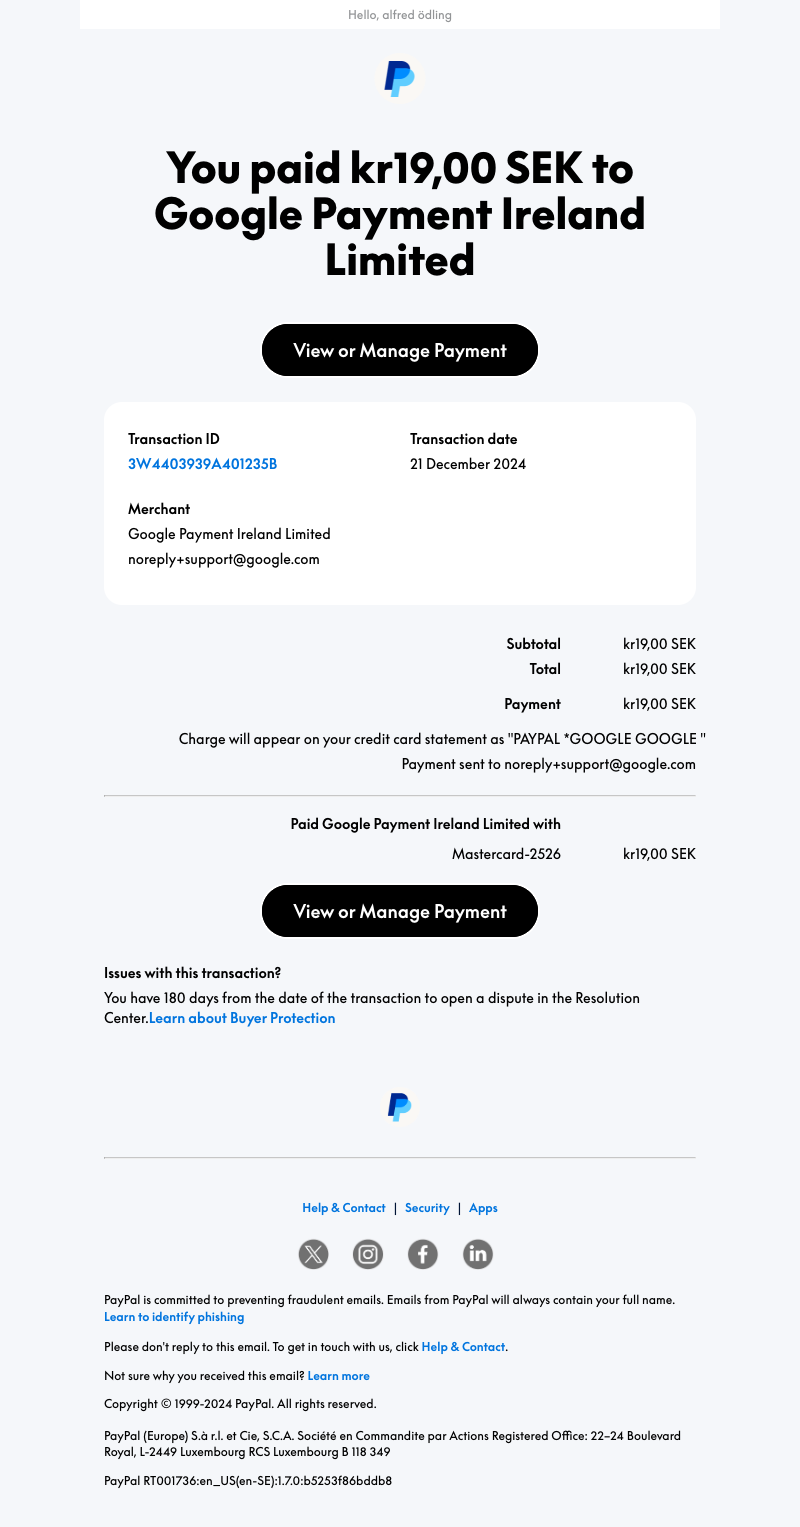 Hello, alfred ödling
You paid kr19,00 SEK to
Google Payment Ireland
Limited
View or Manage Payment
Transaction ID
Transaction date
3W4403939A401235B
21 December 2024
Merchant
Google Payment Ireland Limited
noreply+support@google.com
Subtotal kr19,00 SEK
Total kr19,00 SEK
Payment kr19,00 SEK
Charge will appear on your credit card statement as "PAYPAL *GOOGLE GOOGLE "
Payment sent to noreply+support@google.com
Paid Google Payment Ireland Limited with
Mastercard-2526 kr19,00 SEK
View or Manage Payment
Issues with this transaction?
You have 180 days from the date of the transaction to open a dispute in the Resolution
Center.Learn about Buyer Protection
Help & Contact | Security | Apps
PayPal is committed to preventing fraudulent emails. Emails from PayPal will always contain your full name.
Learn to identify phishing
Please don't reply to this email. To get in touch with us, click Help & Contact.
Not sure why you received this email? Learn more
Copyright © 1999-2024 PayPal. All rights reserved.
PayPal (Europe) S.à r.l. et Cie, S.C.A. Société en Commandite par Actions Registered Office: 22–24 Boulevard
Royal, L-2449 Luxembourg RCS Luxembourg B 118 349
PayPal RT001736:en_US(en-SE):1.7.0:b5253f86bddb8